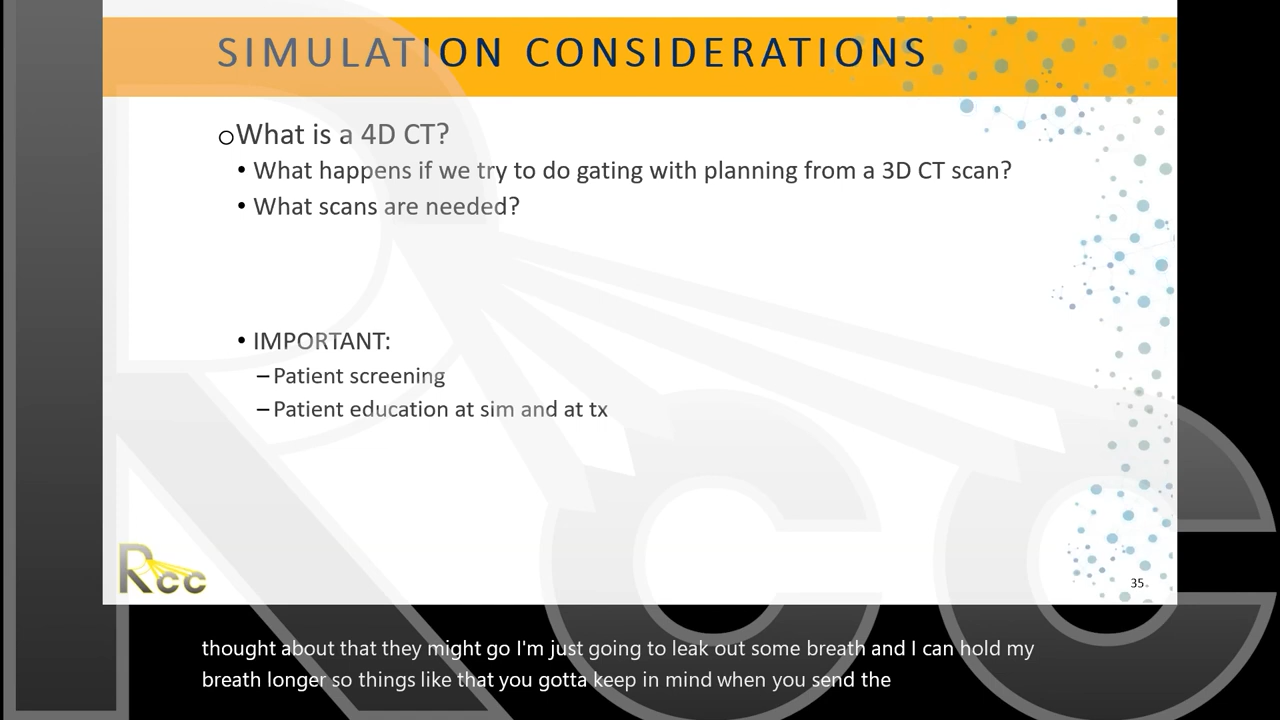 SIMULATION CONSIDERATIONS
oWhat is a 4D CT?
• What happens if we try to do gating with planning from a 3D CT scan?
• What scans are needed?
• IMPORTANT:
– Patient screening
– Patient education at sim and at tx
Rcc
35
thought about that they might go I'm just going to leak out some breath and I can hold my
breath longer so things like that you gotta keep in mind when you send the
Rcc